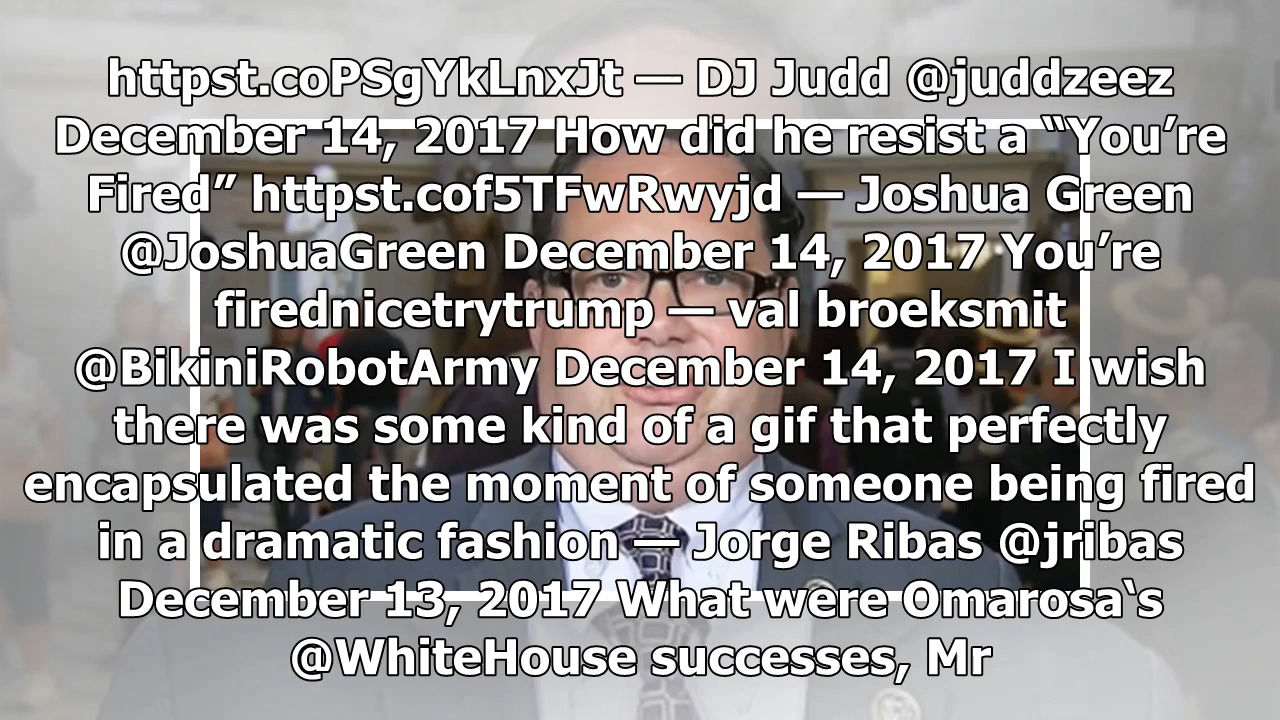 httpst.coPSgYkLnxJt — DJ Judd @juddzeez
December 14, 2017 How did he resist a “You’re
Fired” httpst.cof5TFwRwyjd — Joshua Green
@JoshuaGreen December 14, 2017 You’re
firednicetrytrump — val broeksmit
@BikiniRobotArmy December 14, 2017 I wish
there was some kind of a gif that perfectly
encapsulated the moment of someone being fired
in a dramatic fashion — Jorge Ribas @jribas
December 13, 2017 What were Omarosa‛s
@WhiteHouse successes, Mr